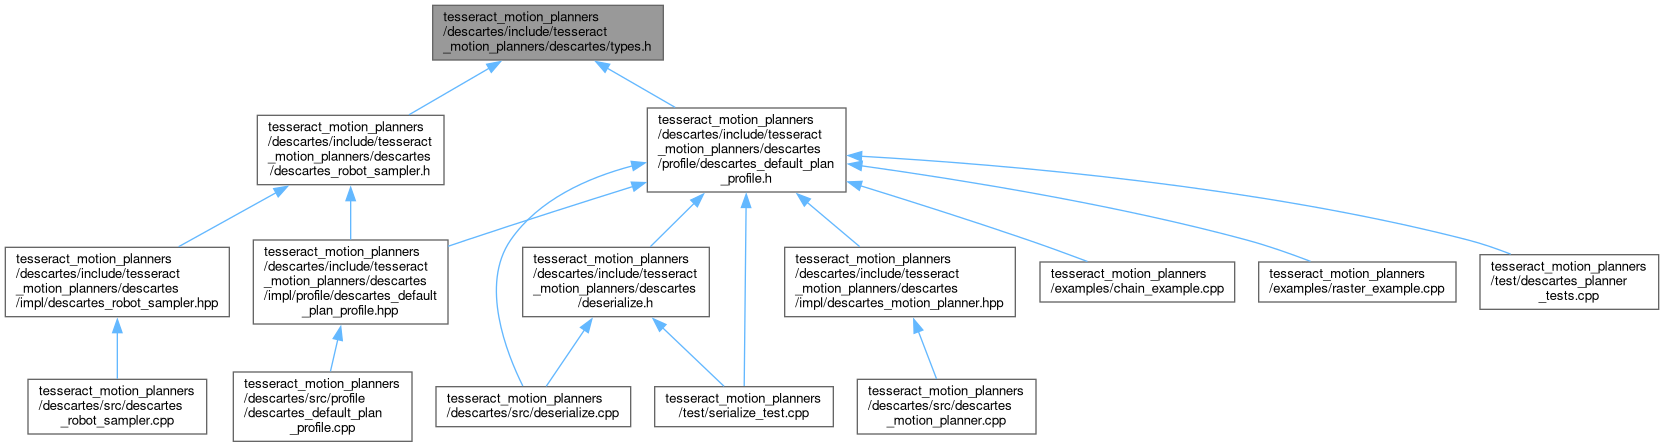 tesseract_motion_planners
/descartes/include/tesseract
_motion_planners/descartes/types.h
tesseract_motion_planners
/descartes/include/tesseract
_motion_planners/descartes
/descartes_robot_sampler.h
tesseract_motion_planners
/descartes/include/tesseract
_motion_planners/descartes
/profile/descartes_default_plan
_profile.h
tesseract_motion_planners
/descartes/include/tesseract
_motion_planners/descartes
/impl/descartes_robot_sampler.hpp
tesseract_motion_planners
/descartes/include/tesseract
_motion_planners/descartes
/impl/profile/descartes_default
_plan_profile.hpp
tesseract_motion_planners
/descartes/include/tesseract
_motion_planners/descartes
/deserialize.h
tesseract_motion_planners
/descartes/include/tesseract
_motion_planners/descartes
/impl/descartes_motion_planner.hpp
tesseract_motion_planners
/examples/chain_example.cpp
tesseract_motion_planners
/examples/raster_example.cpp
tesseract_motion_planners
/test/descartes_planner
_tests.cpp
tesseract_motion_planners
/descartes/src/descartes
_robot_sampler.cpp
tesseract_motion_planners
/descartes/src/profile
/descartes_default_plan
_profile.cpp
tesseract_motion_planners
/descartes/src/deserialize.cpp
tesseract_motion_planners
/test/serialize_test.cpp
tesseract_motion_planners
/descartes/src/descartes
_motion_planner.cpp